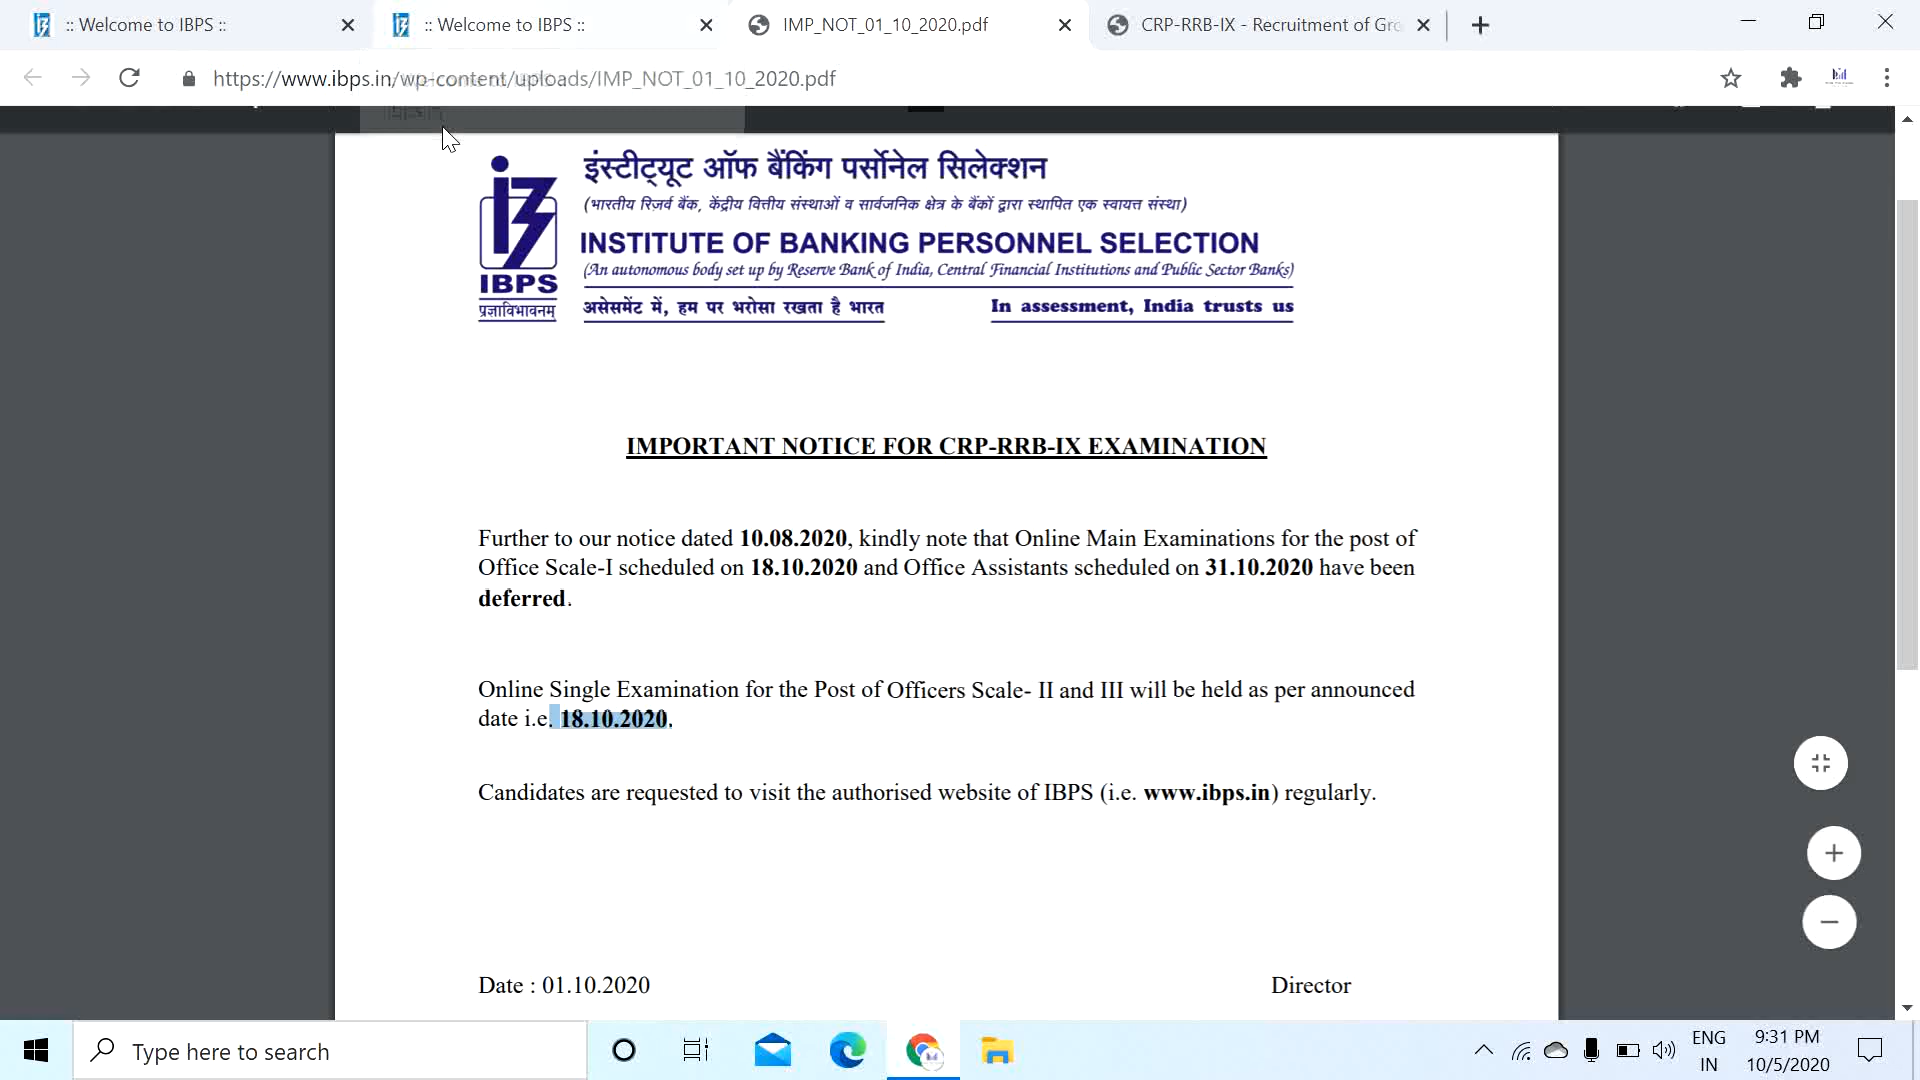 :: Welcome to IBPS ::
:: Welcome to IBPS ::
IMP_NOT_01_10_2020.pdf
CRP-RRB-IX - Recruitment of Gro
https://www.ibps.in/wp-content/uploads/IMP_NOT_01_10_2020.pdf
इंस्टीट्यूट ऑफ बैंकिंग पर्सोनेल सिलेक्शन
(भारतीय रिज़र्व बैंक, केंद्रीय वित्तीय संस्थाओं व सार्वजनिक क्षेत्र के बैंकों द्वारा स्थापित एक स्वायत्त संस्था)
INSTITUTE OF BANKING PERSONNEL SELECTION
(An autonomous body set up by Reserve Bank of India, Central Financial Institutions and Public Sector Banks)
IBPS
प्रज्ञाविभावनम्
असेसमेंट में, हम पर भरोसा रखता है भारत
In assessment, India trusts us
IMPORTANT NOTICE FOR CRP-RRB-IX EXAMINATION
Further to our notice dated 10.08.2020, kindly note that Online Main Examinations for the post of
Office Scale-I scheduled on 18.10.2020 and Office Assistants scheduled on 31.10.2020 have been
deferred.
Online Single Examination for the Post of Officers Scale- II and III will be held as per announced
date i.e. 18.10.2020.
Candidates are requested to visit the authorised website of IBPS (i.e. www.ibps.in) regularly.
Date : 01.10.2020
Director
Type here to search
ENG
IN
9:31 PM
10/5/2020